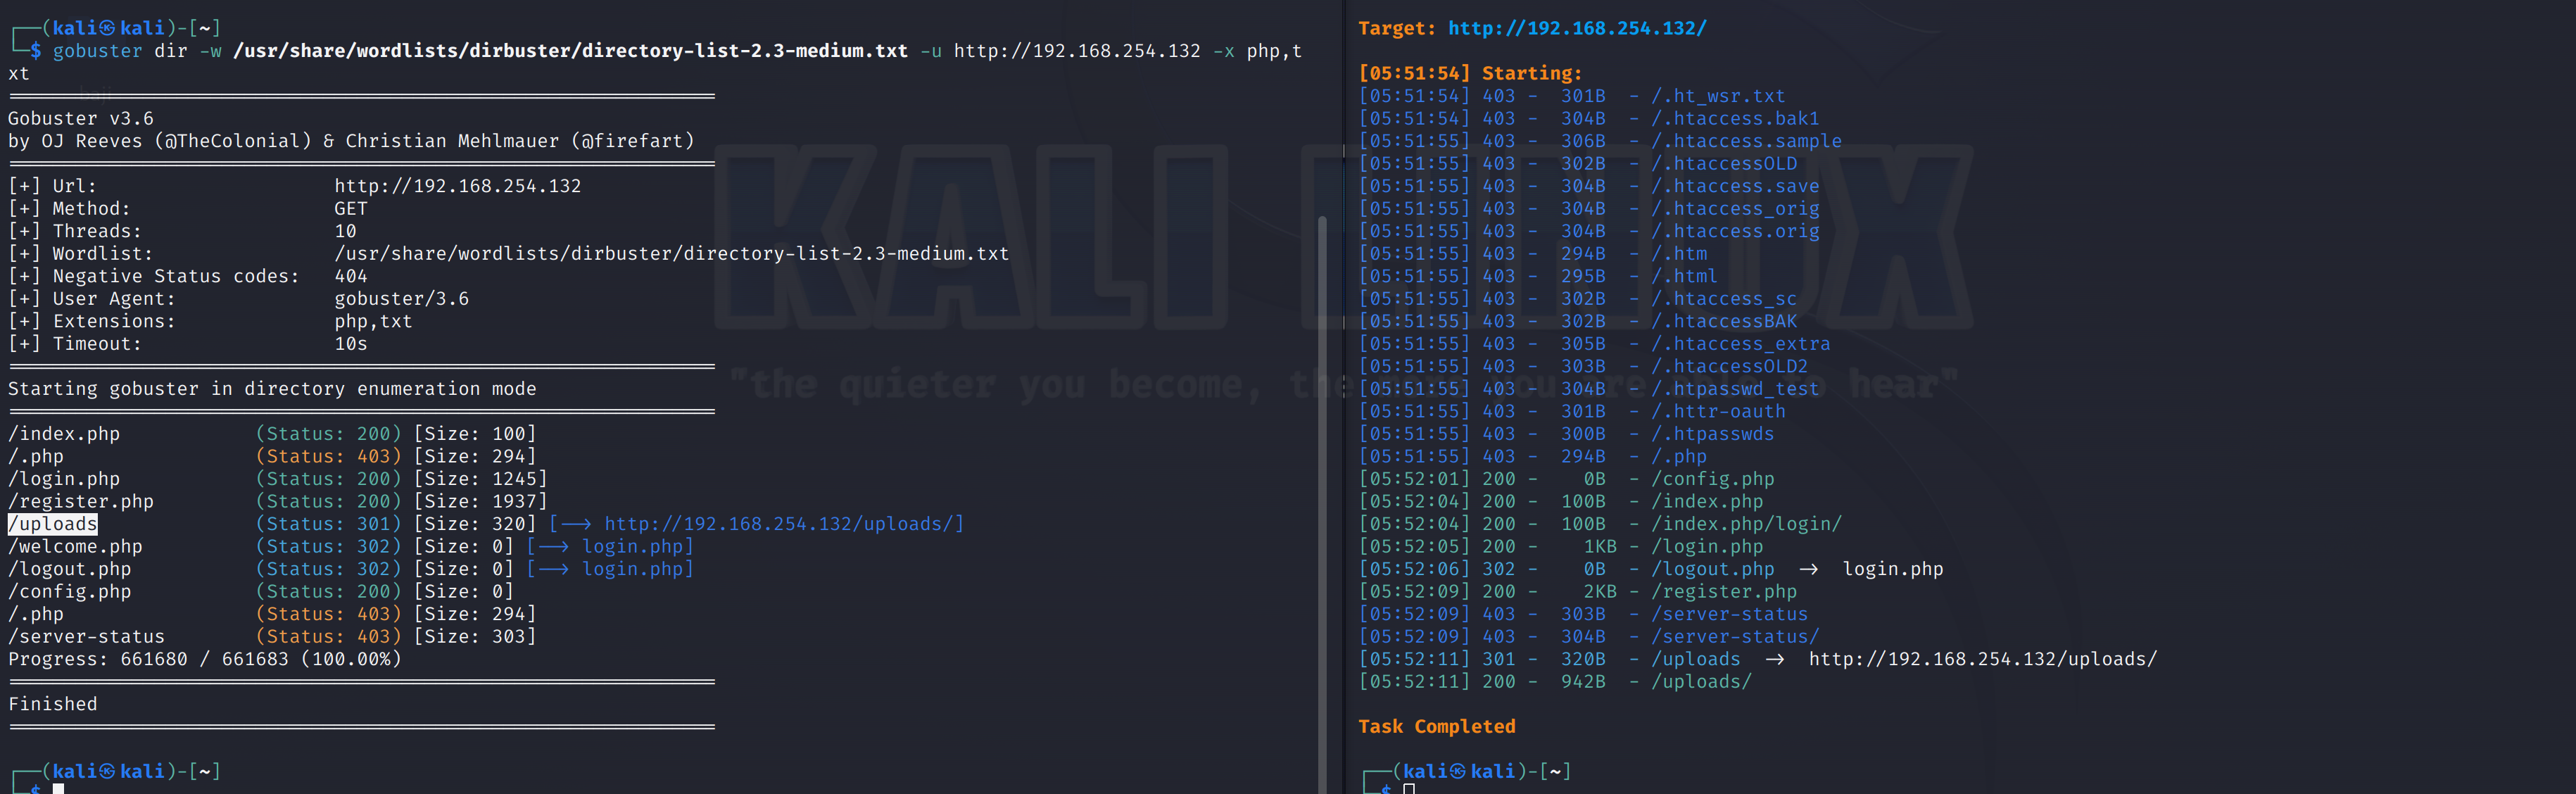 ┌──(kali㉿kali)-[~]
└─$ gobuster dir -w /usr/share/wordlists/dirbuster/directory-list-2.3-medium.txt -u http://192.168.254.132 -x php,t
xt
===============================================================
Gobuster v3.6
by OJ Reeves (@TheColonial) & Christian Mehlmauer (@firefart)
===============================================================
[+] Url:                     http://192.168.254.132
[+] Method:                  GET
[+] Threads:                 10
[+] Wordlist:                /usr/share/wordlists/dirbuster/directory-list-2.3-medium.txt
[+] Negative Status codes:   404
[+] User Agent:              gobuster/3.6
[+] Extensions:              php,txt
[+] Timeout:                 10s
===============================================================
Starting gobuster in directory enumeration mode
===============================================================
/index.php            (Status: 200) [Size: 100]
/.php                 (Status: 403) [Size: 294]
/login.php            (Status: 200) [Size: 1245]
/register.php         (Status: 200) [Size: 1937]
/uploads              (Status: 301) [Size: 320] [--> http://192.168.254.132/uploads/]
/welcome.php          (Status: 302) [Size: 0] [--> login.php]
/logout.php           (Status: 302) [Size: 0] [--> login.php]
/config.php           (Status: 200) [Size: 0]
/.php                 (Status: 403) [Size: 294]
/server-status        (Status: 403) [Size: 303]
Progress: 661680 / 661683 (100.00%)
===============================================================
Finished
===============================================================
┌──(kali㉿kali)-[~]
└─$
Target: http://192.168.254.132/
[05:51:54] Starting:
[05:51:54] 403 -  301B  - /.ht_wsr.txt
[05:51:54] 403 -  304B  - /.htaccess.bak1
[05:51:55] 403 -  306B  - /.htaccess.sample
[05:51:55] 403 -  302B  - /.htaccessOLD
[05:51:55] 403 -  304B  - /.htaccess.save
[05:51:55] 403 -  304B  - /.htaccess_orig
[05:51:55] 403 -  304B  - /.htaccess.orig
[05:51:55] 403 -  294B  - /.htm
[05:51:55] 403 -  295B  - /.html
[05:51:55] 403 -  302B  - /.htaccess_sc
[05:51:55] 403 -  302B  - /.htaccessBAK
[05:51:55] 403 -  305B  - /.htaccess_extra
[05:51:55] 403 -  303B  - /.htaccessOLD2
[05:51:55] 403 -  304B  - /.htpasswd_test
[05:51:55] 403 -  301B  - /.httr-oauth
[05:51:55] 403 -  300B  - /.htpasswds
[05:51:55] 403 -  294B  - /.php
[05:52:01] 200 -    0B  - /config.php
[05:52:04] 200 -  100B  - /index.php
[05:52:04] 200 -  100B  - /index.php/login/
[05:52:05] 200 -    1KB - /login.php
[05:52:06] 302 -    0B  - /logout.php  ->  login.php
[05:52:09] 200 -    2KB - /register.php
[05:52:09] 403 -  303B  - /server-status
[05:52:09] 403 -  304B  - /server-status/
[05:52:11] 301 -  320B  - /uploads  ->  http://192.168.254.132/uploads/
[05:52:11] 200 -  942B  - /uploads/
Task Completed
┌──(kali㉿kali)-[~]
└─$
KALI LINUX
"the quieter you become, the you are able to hear"